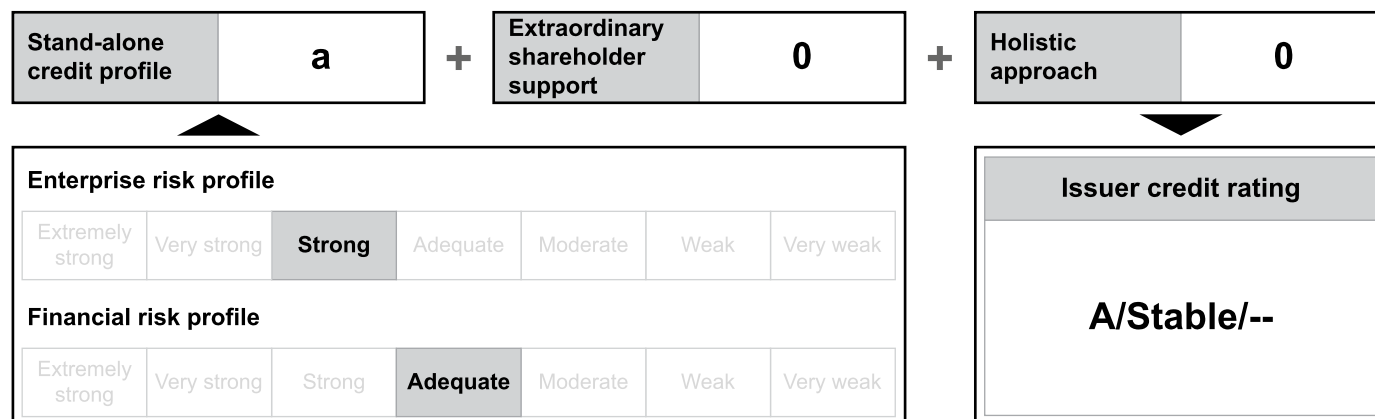 Stand-alone
credit profile
a
+
Extraordinary
shareholder
support
0
+
Holistic
approach
0
Enterprise risk profile
Extremely
strong
Very strong
Strong
Adequate
Moderate
Weak
Very weak
Financial risk profile
Extremely
strong
Very strong
Strong
Adequate
Moderate
Weak
Very weak
Issuer credit rating
A/Stable/--